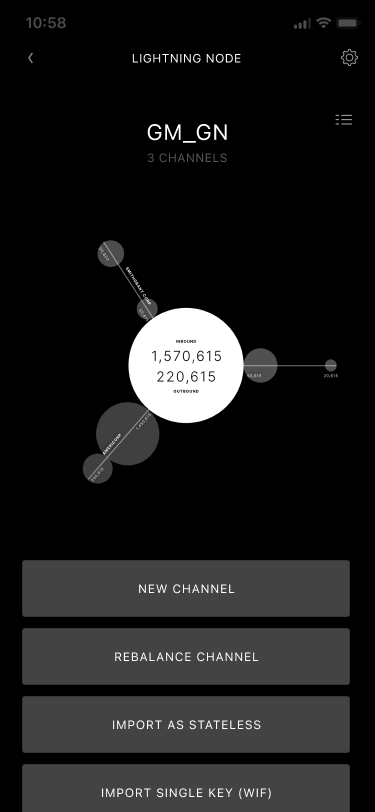 10:58
LIGHTNING NODE
GM_GN
3 CHANNELS
INBOUND
1,570,615
220,615
OUTBOUND
20,615
NEW CHANNEL
REBALANCE CHANNEL
IMPORT AS STATELESS
IMPORT SINGLE KEY (WIF)